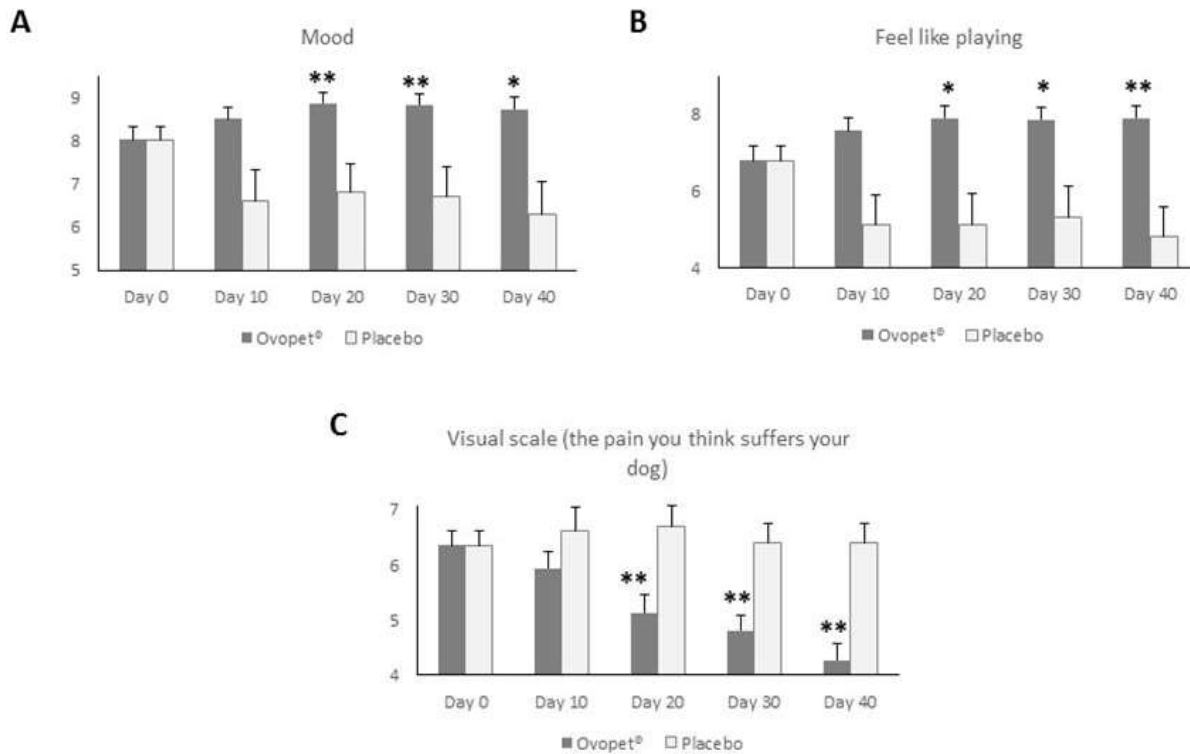 A
Mood
9
8
7
6
5
** ** *
Day 0 Day 10 Day 20 Day 30 Day 40
Ovopet® Placebo
B
Feel like playing
8
6
4
* * **
Day 0 Day 10 Day 20 Day 30 Day 40
Ovopet® Placebo
C
Visual scale (the pain you think suffers your
dog)
7
6
5
4
** ** **
Day 0 Day 10 Day 20 Day 30 Day 40
Ovopet® Placebo